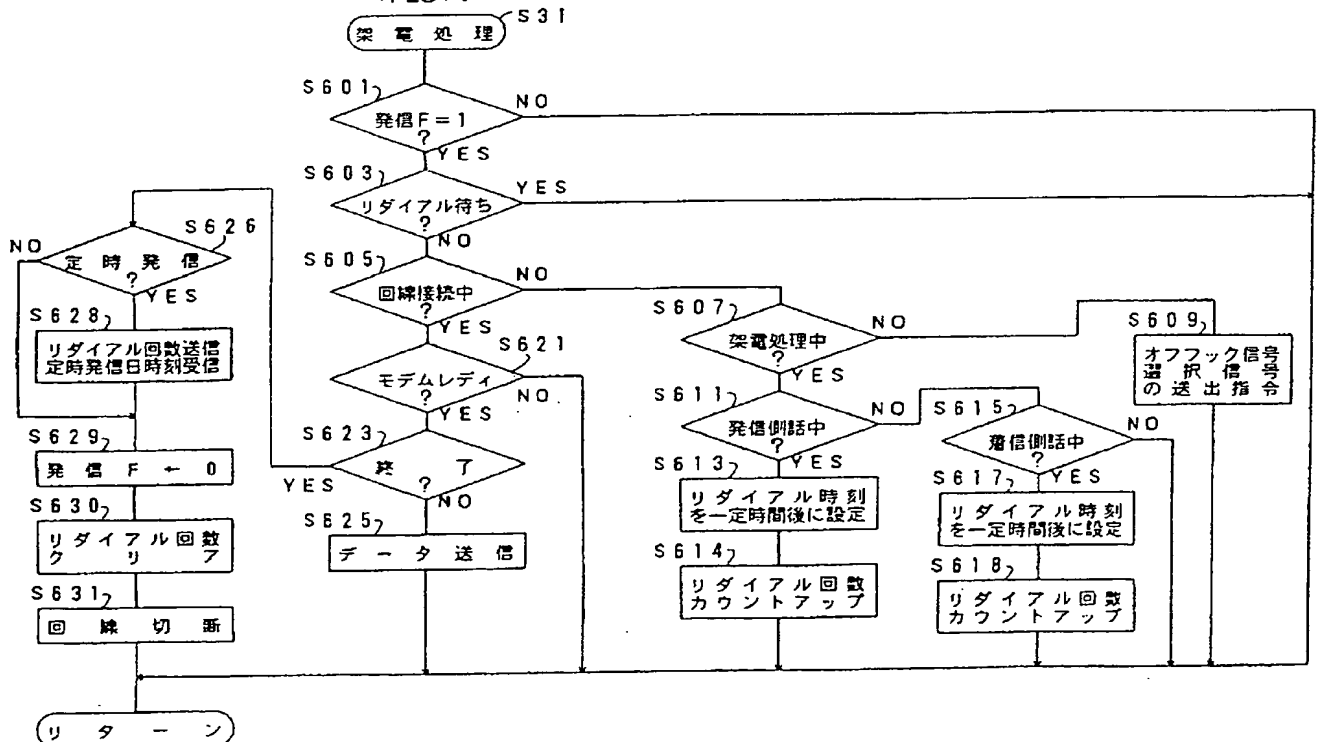 S31
架電処理
S601
発信F=1
?
NO
YES
S603
リダイアル待ち
?
YES
NO
S605
回線接続中
?
NO
YES
S621
モデムレディ
?
NO
YES
S623
終了
?
YES
NO
S625
データ送信
S626
定時発信
?
NO
YES
S628
リダイアル回数送信
定時発信日時刻受信
S629
発信F ← 0
S630
リダイアル回数
クリア
S631
回線切断
リターン
S607
架電処理中
?
NO
YES
S609
オフフック信号
選択信号
の送出指令
S611
発信側話中
?
NO
YES
S613
リダイアル時刻
を一定時間後に設定
S614
リダイアル回数
カウントアップ
S615
着信側話中
?
NO
YES
S617
リダイアル時刻
を一定時間後に設定
S618
リダイアル回数
カウントアップ